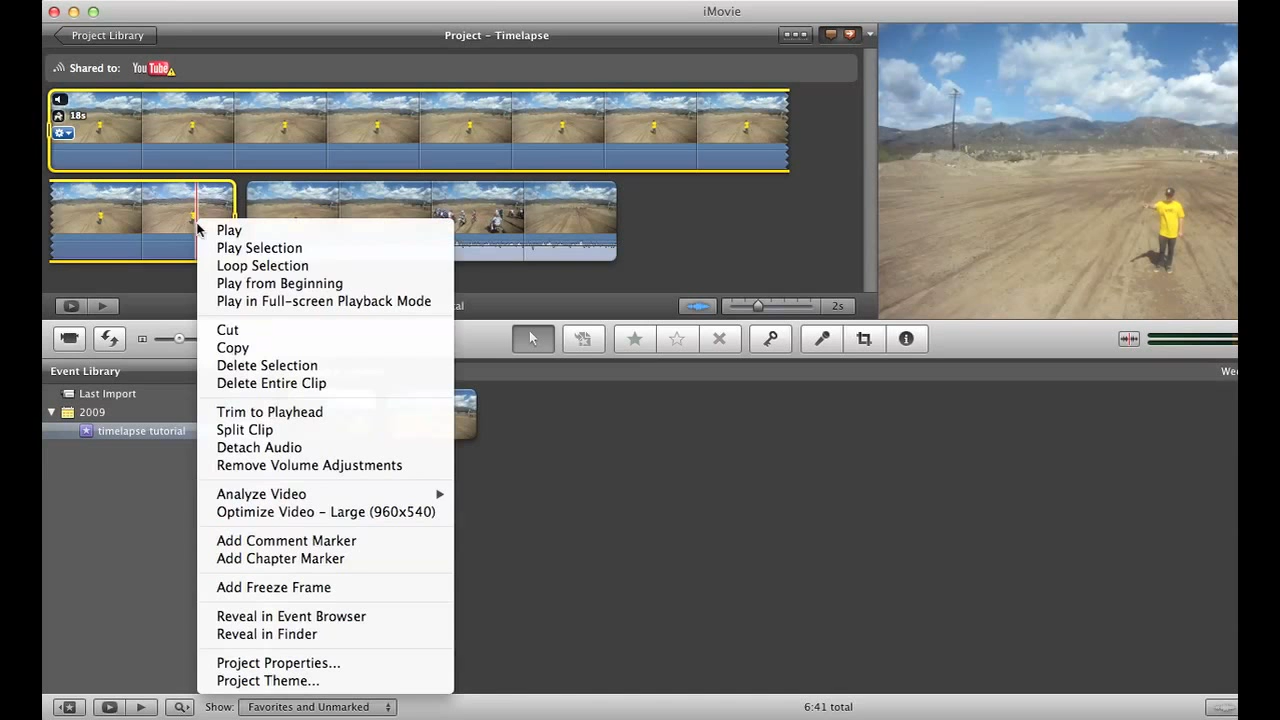 iMovie
Project Library
Project – Timelapse
Shared to: YouTube
18s
Play
Play Selection
Loop Selection
Play from Beginning
Play in Full-screen Playback Mode
tal
2s
Cut
Copy
Delete Selection
Delete Entire Clip
Event Library
We
Last Import
2009
timelapse tutorial
Trim to Playhead
Split Clip
Detach Audio
Remove Volume Adjustments
Analyze Video
Optimize Video – Large (960x540)
Add Comment Marker
Add Chapter Marker
Add Freeze Frame
Reveal in Event Browser
Reveal in Finder
Project Properties...
Project Theme...
Show: Favorites and Unmarked
6:41 total